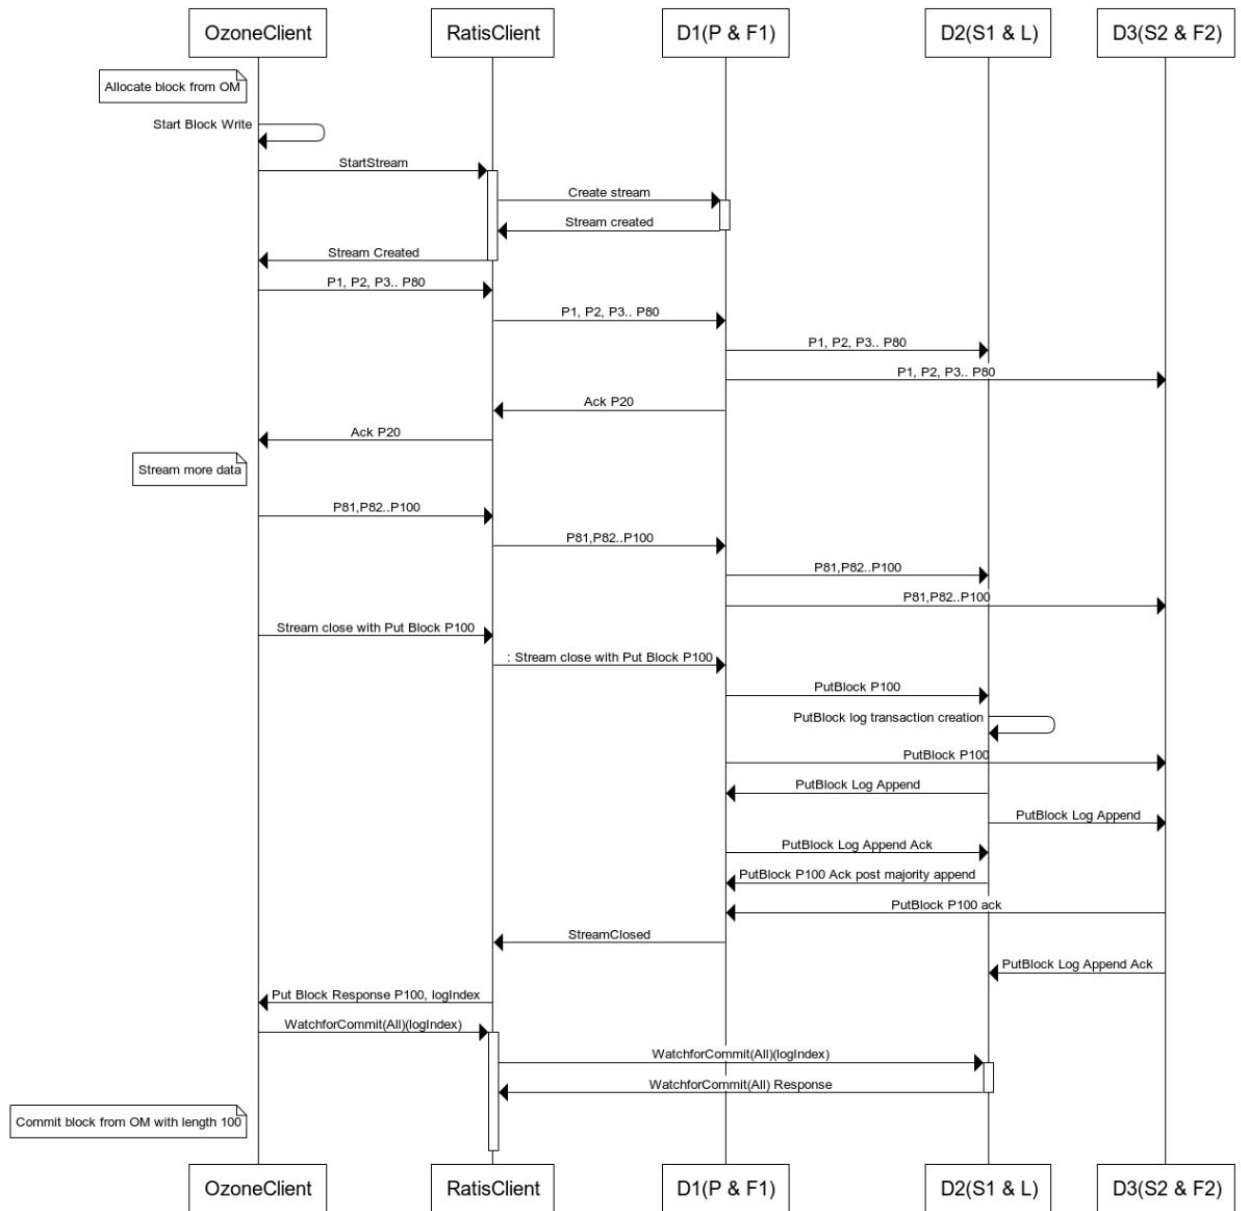 OzoneClient
RatisClient
D1(P & F1)
D2(S1 & L)
D3(S2 & F2)
Allocate block from OM
Start Block Write
StartStream
Create stream
Stream created
Stream Created
P1, P2, P3.. P80
P1, P2, P3.. P80
P1, P2, P3.. P80
P1, P2, P3.. P80
Ack P20
Ack P20
Stream more data
P81,P82..P100
P81,P82..P100
P81,P82..P100
P81,P82..P100
Stream close with Put Block P100
: Stream close with Put Block P100
PutBlock P100
PutBlock log transaction creation
PutBlock P100
PutBlock Log Append
PutBlock Log Append
PutBlock Log Append Ack
PutBlock P100 Ack post majority append
PutBlock P100 ack
StreamClosed
PutBlock Log Append Ack
Put Block Response P100, logIndex
WatchforCommit(All)(logIndex)
WatchforCommit(All)(logIndex)
WatchforCommit(All) Response
Commit block from OM with length 100
OzoneClient
RatisClient
D1(P & F1)
D2(S1 & L)
D3(S2 & F2)